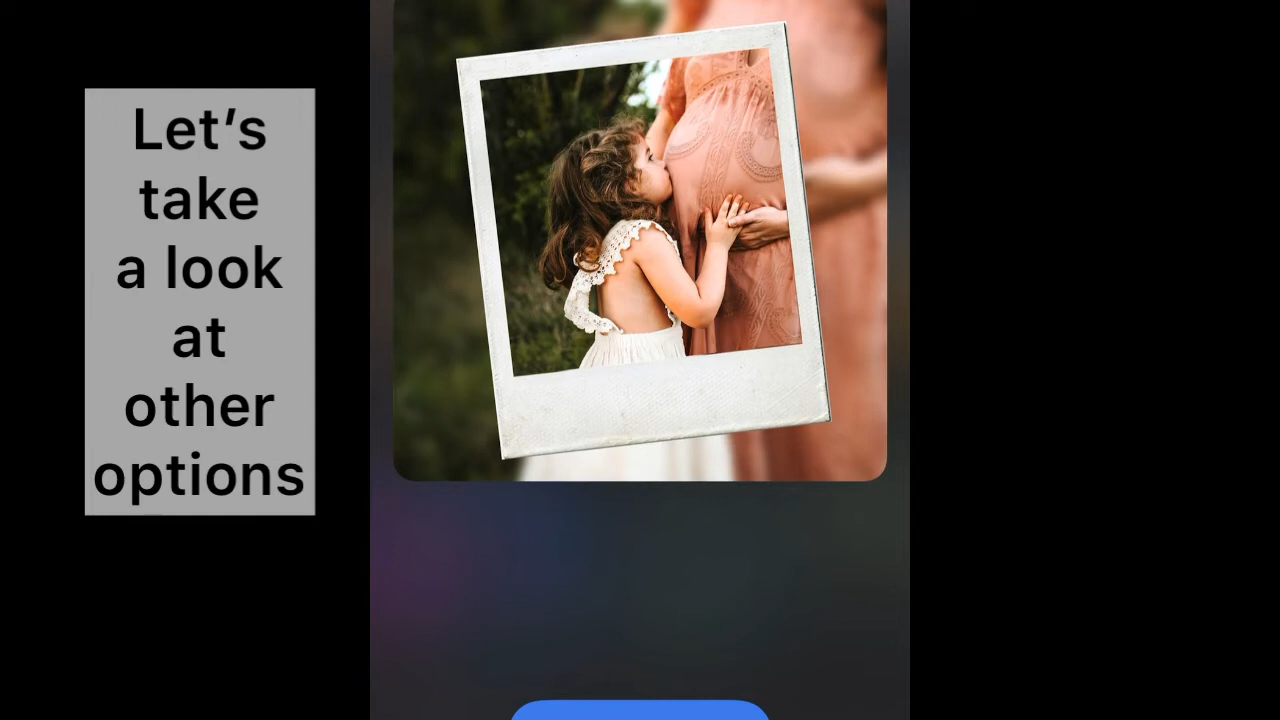 Let’s
take
a look
at
other
options